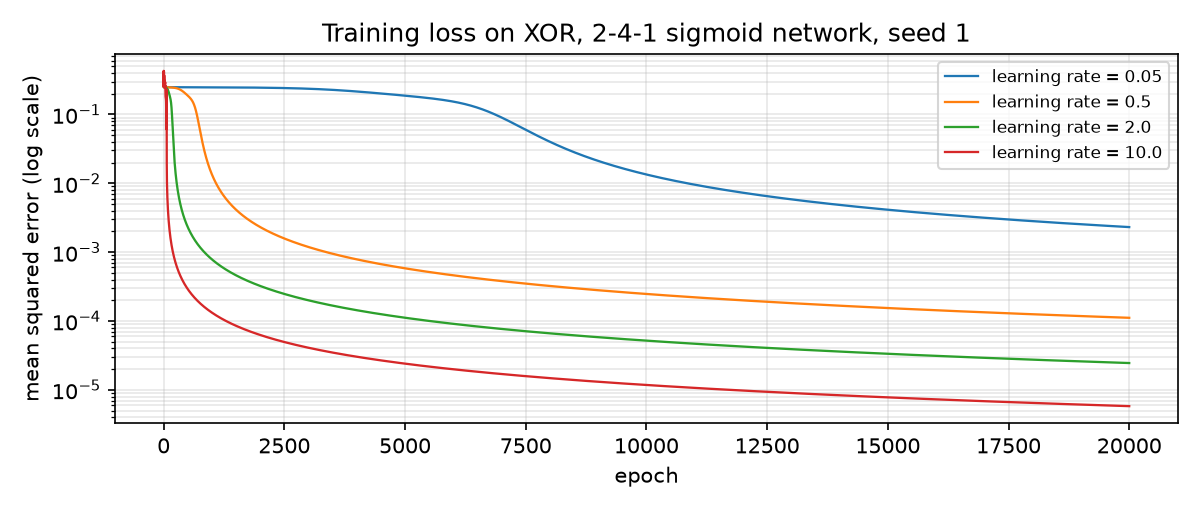 Training loss on XOR, 2-4-1 sigmoid network, seed 1
mean squared error (log scale)
10⁻¹
10⁻²
10⁻³
10⁻⁴
10⁻⁵
learning rate = 0.05
learning rate = 0.5
learning rate = 2.0
learning rate = 10.0
0 2500 5000 7500 10000 12500 15000 17500 20000
epoch